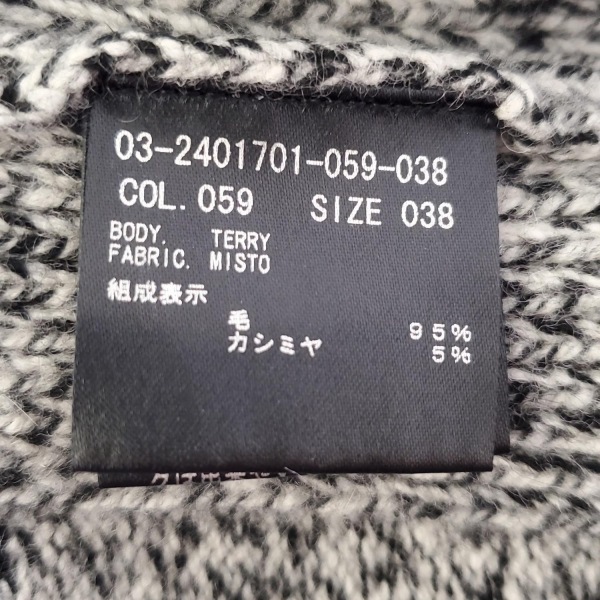 03-2401701-059-038
COL. 059 SIZE 038
BODY. TERRY
FABRIC. MISTO
組成表示
毛 95%
カシミヤ 5%